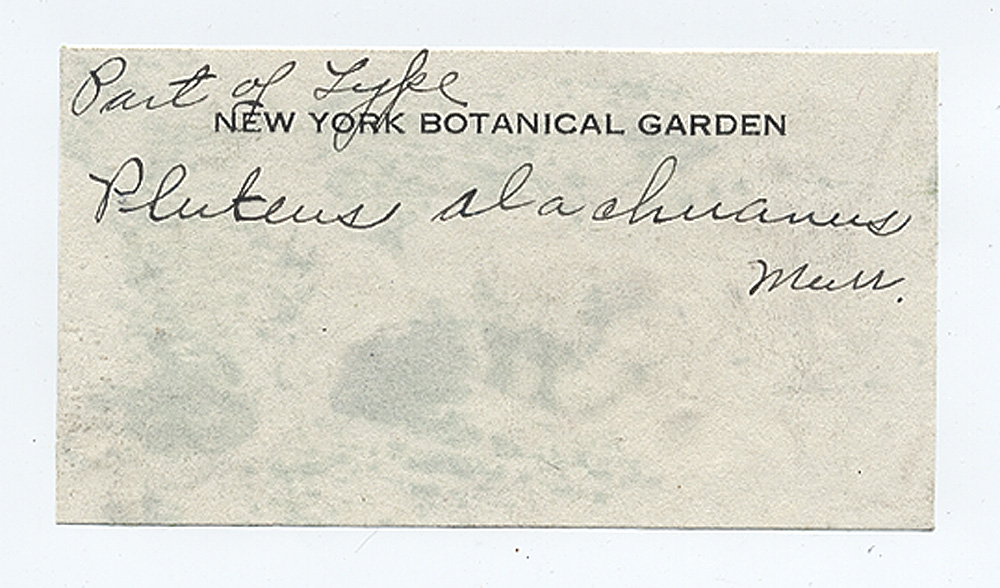 Part of Type
NEW YORK BOTANICAL GARDEN
Pluteus alachuanus
Murr.